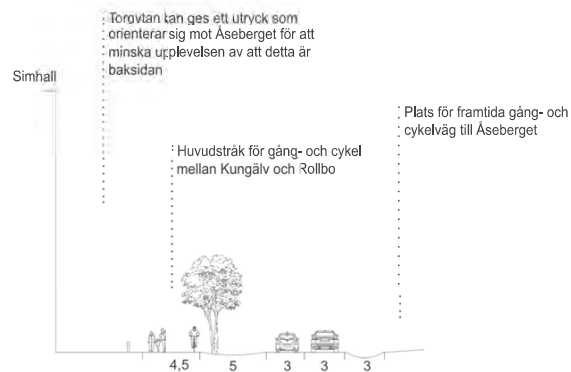 Torgytan kan ges ett utryck som
orienterar sig mot Åseberget för att
minska upplevelsen av att detta är
baksidan
Simhall
Plats för framtida gång- och
cykelväg till Åseberget
Huvudstråk för gång- och cykel
mellan Kungälv och Rollbo
4,5 5 3 3 3